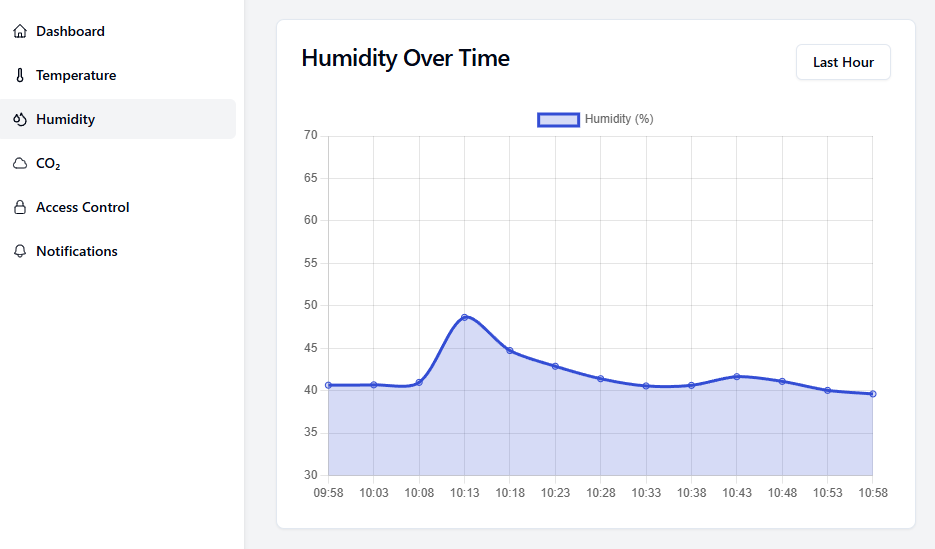 Dashboard
Temperature
Humidity
CO₂
Access Control
Notifications
Humidity Over Time
Last Hour
Humidity (%)
70
65
60
55
50
45
40
35
30
09:58 10:03 10:08 10:13 10:18 10:23 10:28 10:33 10:38 10:43 10:48 10:53 10:58